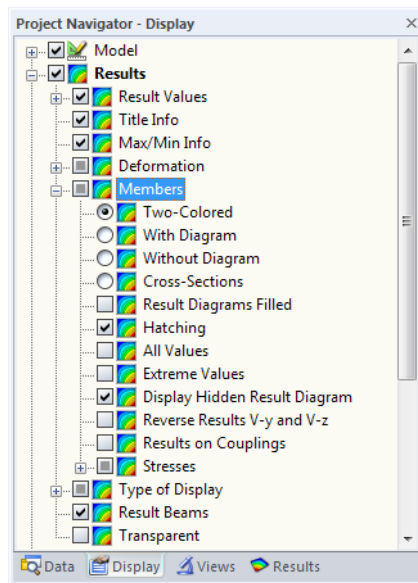 Project Navigator - Display
Model
Results
Result Values
Title Info
Max/Min Info
Deformation
Members
Two-Colored
With Diagram
Without Diagram
Cross-Sections
Result Diagrams Filled
Hatching
All Values
Extreme Values
Display Hidden Result Diagram
Reverse Results V-y and V-z
Results on Couplings
Stresses
Type of Display
Result Beams
Transparent
Data Display Views Results